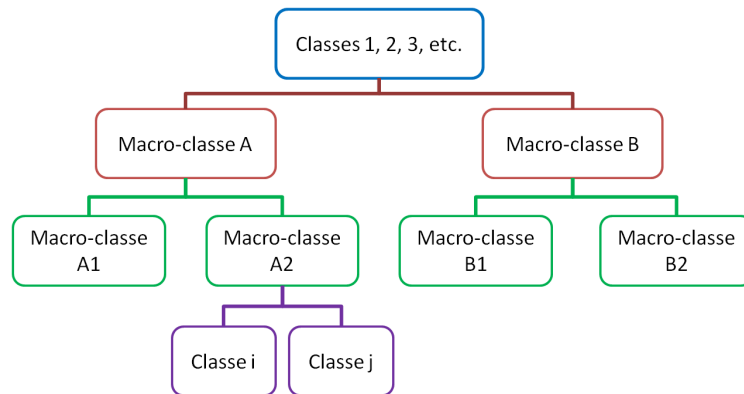 Classes 1, 2, 3, etc.
Macro-classe A
Macro-classe B
Macro-classe
A1
Macro-classe
A2
Macro-classe
B1
Macro-classe
B2
Classe i
Classe j